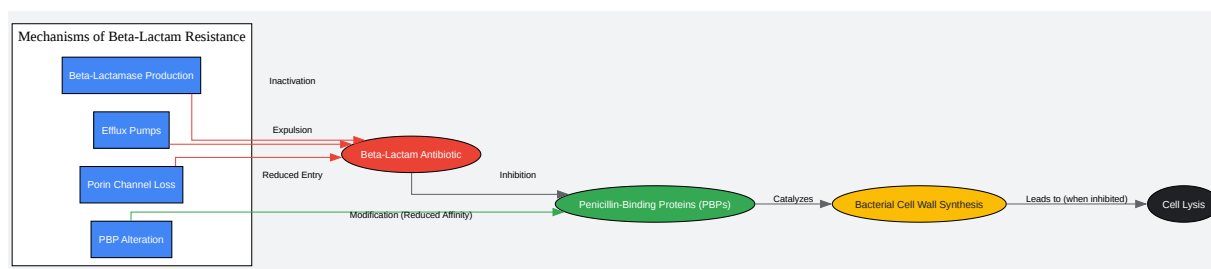 Mechanisms of Beta-Lactam Resistance
Beta-Lactamase Production
Inactivation
Efflux Pumps
Expulsion
Beta-Lactam Antibiotic
Porin Channel Loss
Reduced Entry
Inhibition
Penicillin-Binding Proteins (PBPs)
Catalyzes
Bacterial Cell Wall Synthesis
Leads to (when inhibited)
Cell Lysis
Modification (Reduced Affinity)
PBP Alteration